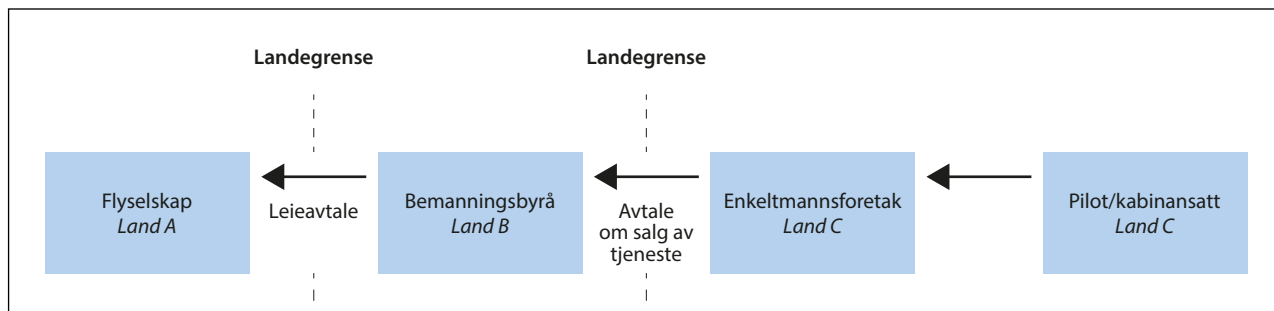 Landegrense
Landegrense
Flyselskap
Land A
Leieavtale
Bemanningsbyrå
Land B
Avtale
om salg av
tjeneste
Enkeltmannsforetak
Land C
Pilot/kabinansatt
Land C